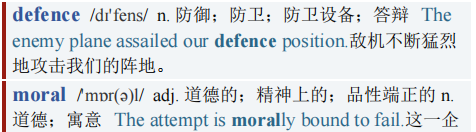 defence /dɪ'fens/ n. 防御；防卫；防卫设备；答辩 The
enemy plane assailed our defence position.敌机不断猛烈
地攻击我们的阵地。
moral /'mɒr(ə)l/ adj. 道德的；精神上的；品性端正的 n.
道德；寓意 The attempt is morally bound to fail.这一企